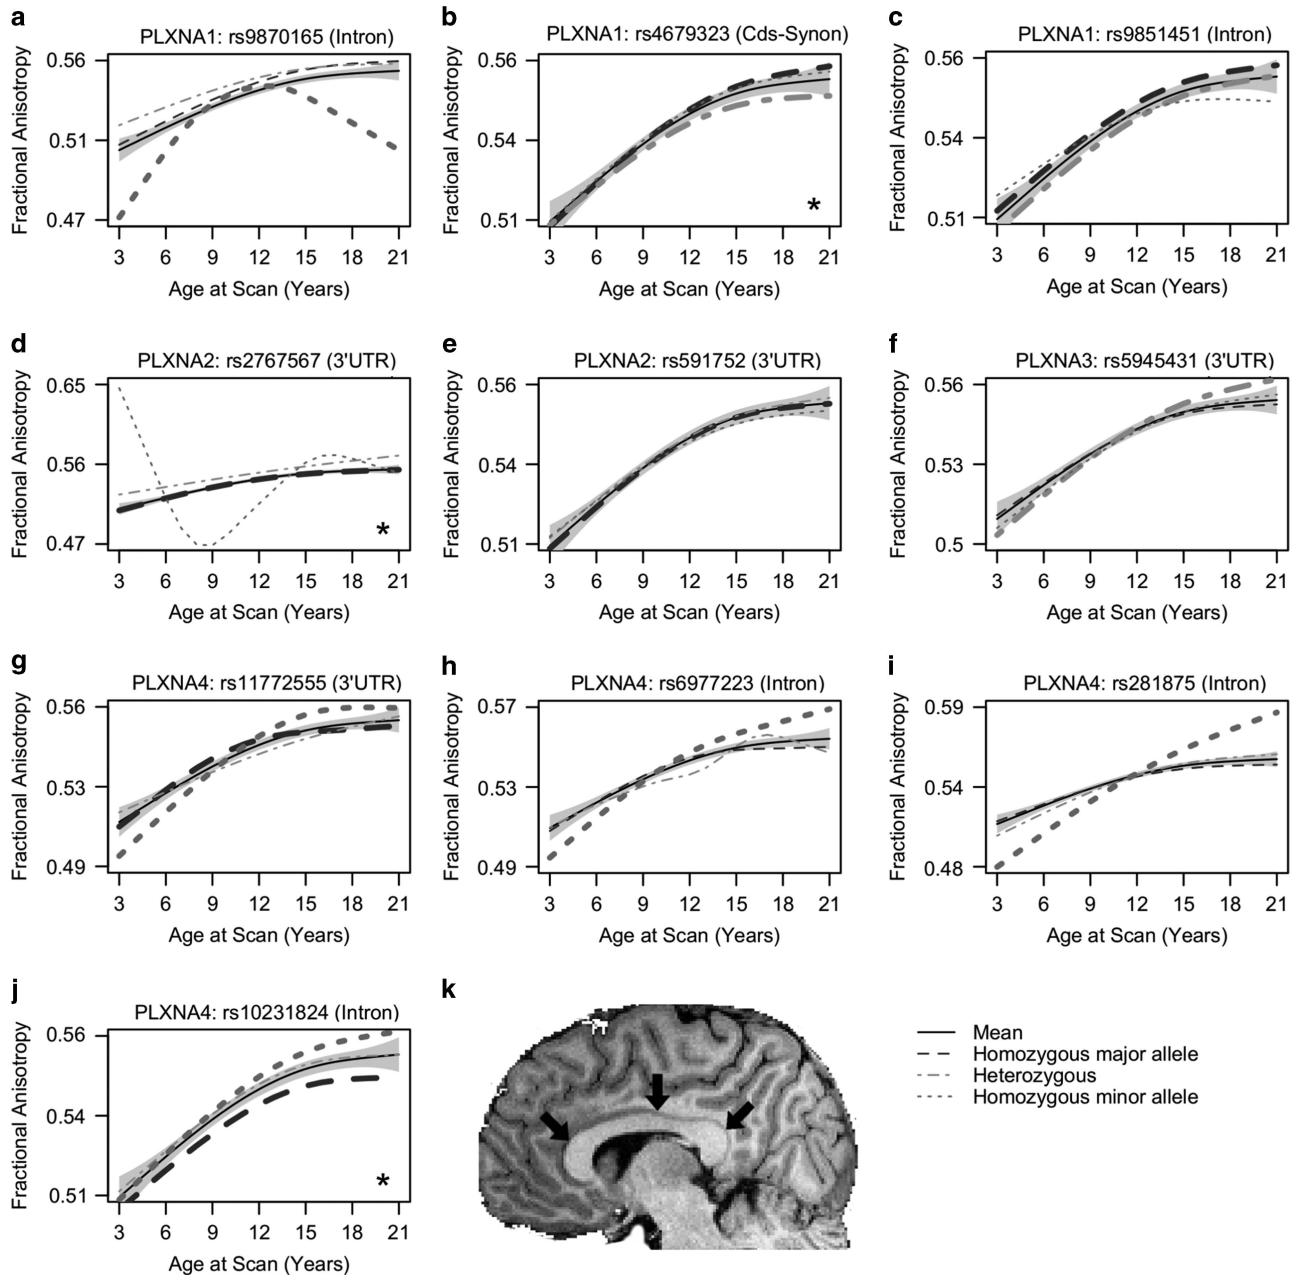 a
PLXNA1: rs9870165 (Intron)
Fractional Anisotropy
0.56
0.51
0.47
3 6 9 12 15 18 21
Age at Scan (Years)
b
PLXNA1: rs4679323 (Cds-Synon)
Fractional Anisotropy
0.56
0.54
0.51
*
3 6 9 12 15 18 21
Age at Scan (Years)
c
PLXNA1: rs9851451 (Intron)
Fractional Anisotropy
0.56
0.54
0.51
3 6 9 12 15 18 21
Age at Scan (Years)
d
PLXNA2: rs2767567 (3'UTR)
Fractional Anisotropy
0.65
0.56
0.47
*
3 6 9 12 15 18 21
Age at Scan (Years)
e
PLXNA2: rs591752 (3'UTR)
Fractional Anisotropy
0.56
0.54
0.51
3 6 9 12 15 18 21
Age at Scan (Years)
f
PLXNA3: rs5945431 (3'UTR)
Fractional Anisotropy
0.56
0.53
0.5
3 6 9 12 15 18 21
Age at Scan (Years)
g
PLXNA4: rs11772555 (3'UTR)
Fractional Anisotropy
0.56
0.53
0.49
3 6 9 12 15 18 21
Age at Scan (Years)
h
PLXNA4: rs6977223 (Intron)
Fractional Anisotropy
0.57
0.53
0.49
3 6 9 12 15 18 21
Age at Scan (Years)
i
PLXNA4: rs281875 (Intron)
Fractional Anisotropy
0.59
0.54
0.48
3 6 9 12 15 18 21
Age at Scan (Years)
j
PLXNA4: rs10231824 (Intron)
Fractional Anisotropy
0.56
0.54
0.51
*
3 6 9 12 15 18 21
Age at Scan (Years)
k
Mean
Homozygous major allele
Heterozygous
Homozygous minor allele